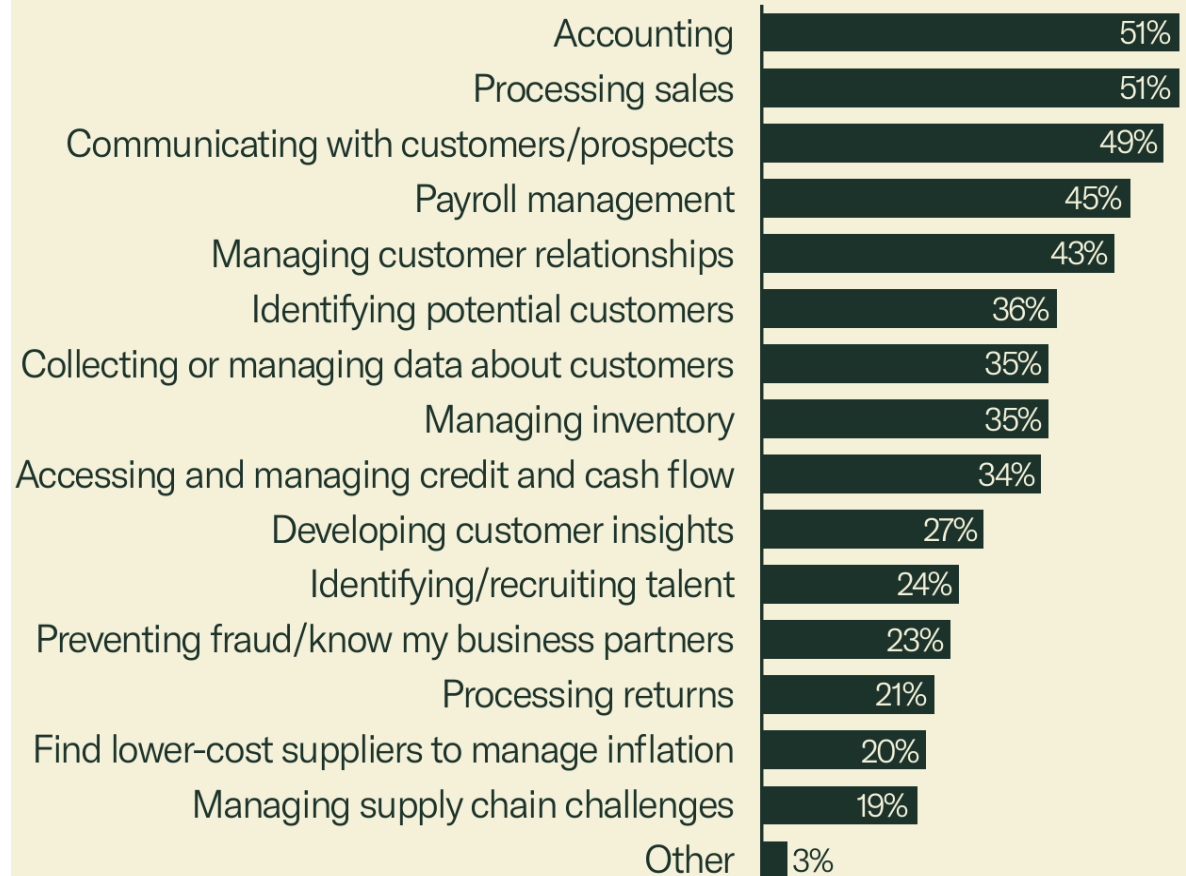 Accounting 51%
Processing sales 51%
Communicating with customers/prospects 49%
Payroll management 45%
Managing customer relationships 43%
Identifying potential customers 36%
Collecting or managing data about customers 35%
Managing inventory 35%
Accessing and managing credit and cash flow 34%
Developing customer insights 27%
Identifying/recruiting talent 24%
Preventing fraud/know my business partners 23%
Processing returns 21%
Find lower-cost suppliers to manage inflation 20%
Managing supply chain challenges 19%
Other 3%